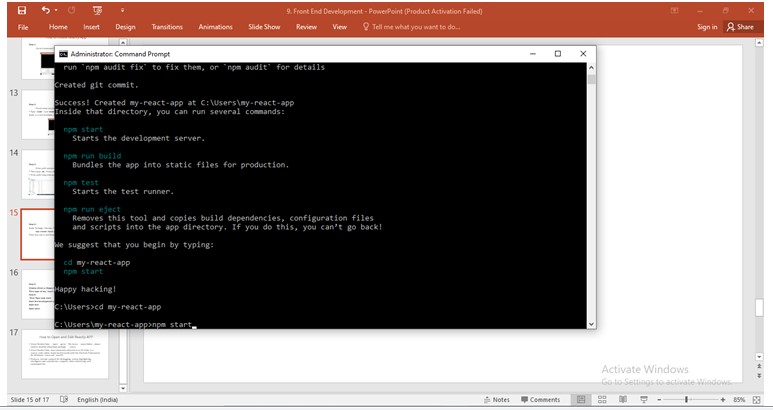 9. Front End Development - PowerPoint (Product Activation Failed)
File Home Insert Design Transitions Animations Slide Show Review View Tell me what you want to do... Sign in Share
Administrator: Command Prompt
run `npm audit fix` to fix them, or `npm audit` for details
Created git commit.
Success! Created my-react-app at C:\Users\my-react-app
Inside that directory, you can run several commands:
npm start
Starts the development server.
npm run build
Bundles the app into static files for production.
npm test
Starts the test runner.
npm run eject
Removes this tool and copies build dependencies, configuration files
and scripts into the app directory. If you do this, you can't go back!
We suggest that you begin by typing:
cd my-react-app
npm start
Happy hacking!
C:\Users>cd my-react-app
C:\Users\my-react-app>npm start
13
14
15
16
17
Activate Windows
Go to Settings to activate Windows.
Slide 15 of 17 English (India) Notes Comments 85%